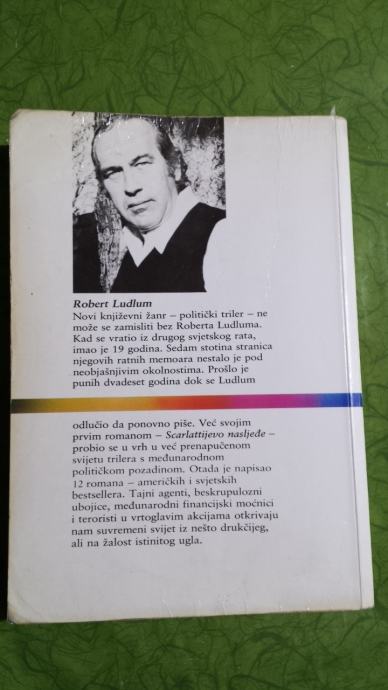 Robert Ludlum
Novi književni žanr – politički triler – ne
može se zamisliti bez Roberta Ludluma.
Kad se vratio iz drugog svjetskog rata,
imao je 19 godina. Sedam stotina stranica
njegovih ratnih memoara nestalo je pod
neobjašnjivim okolnostima. Prošlo je
punih dvadeset godina dok se Ludlum
odlučio da ponovno piše. Već svojim
prvim romanom – Scarlattijevo nasljeđe –
probio se u vrh u već prenapučenom
svijetu trilera s međunarodnom
političkom pozadinom. Otada je napisao
12 romana – američkih i svjetskih
bestsellera. Tajni agenti, beskrupulozni
ubojice, međunarodni financijski moćnici
i teroristi u vrtoglavim akcijama otkrivaju
nam suvremeni svijet iz nešto drukčijeg,
ali na žalost istinitog ugla.